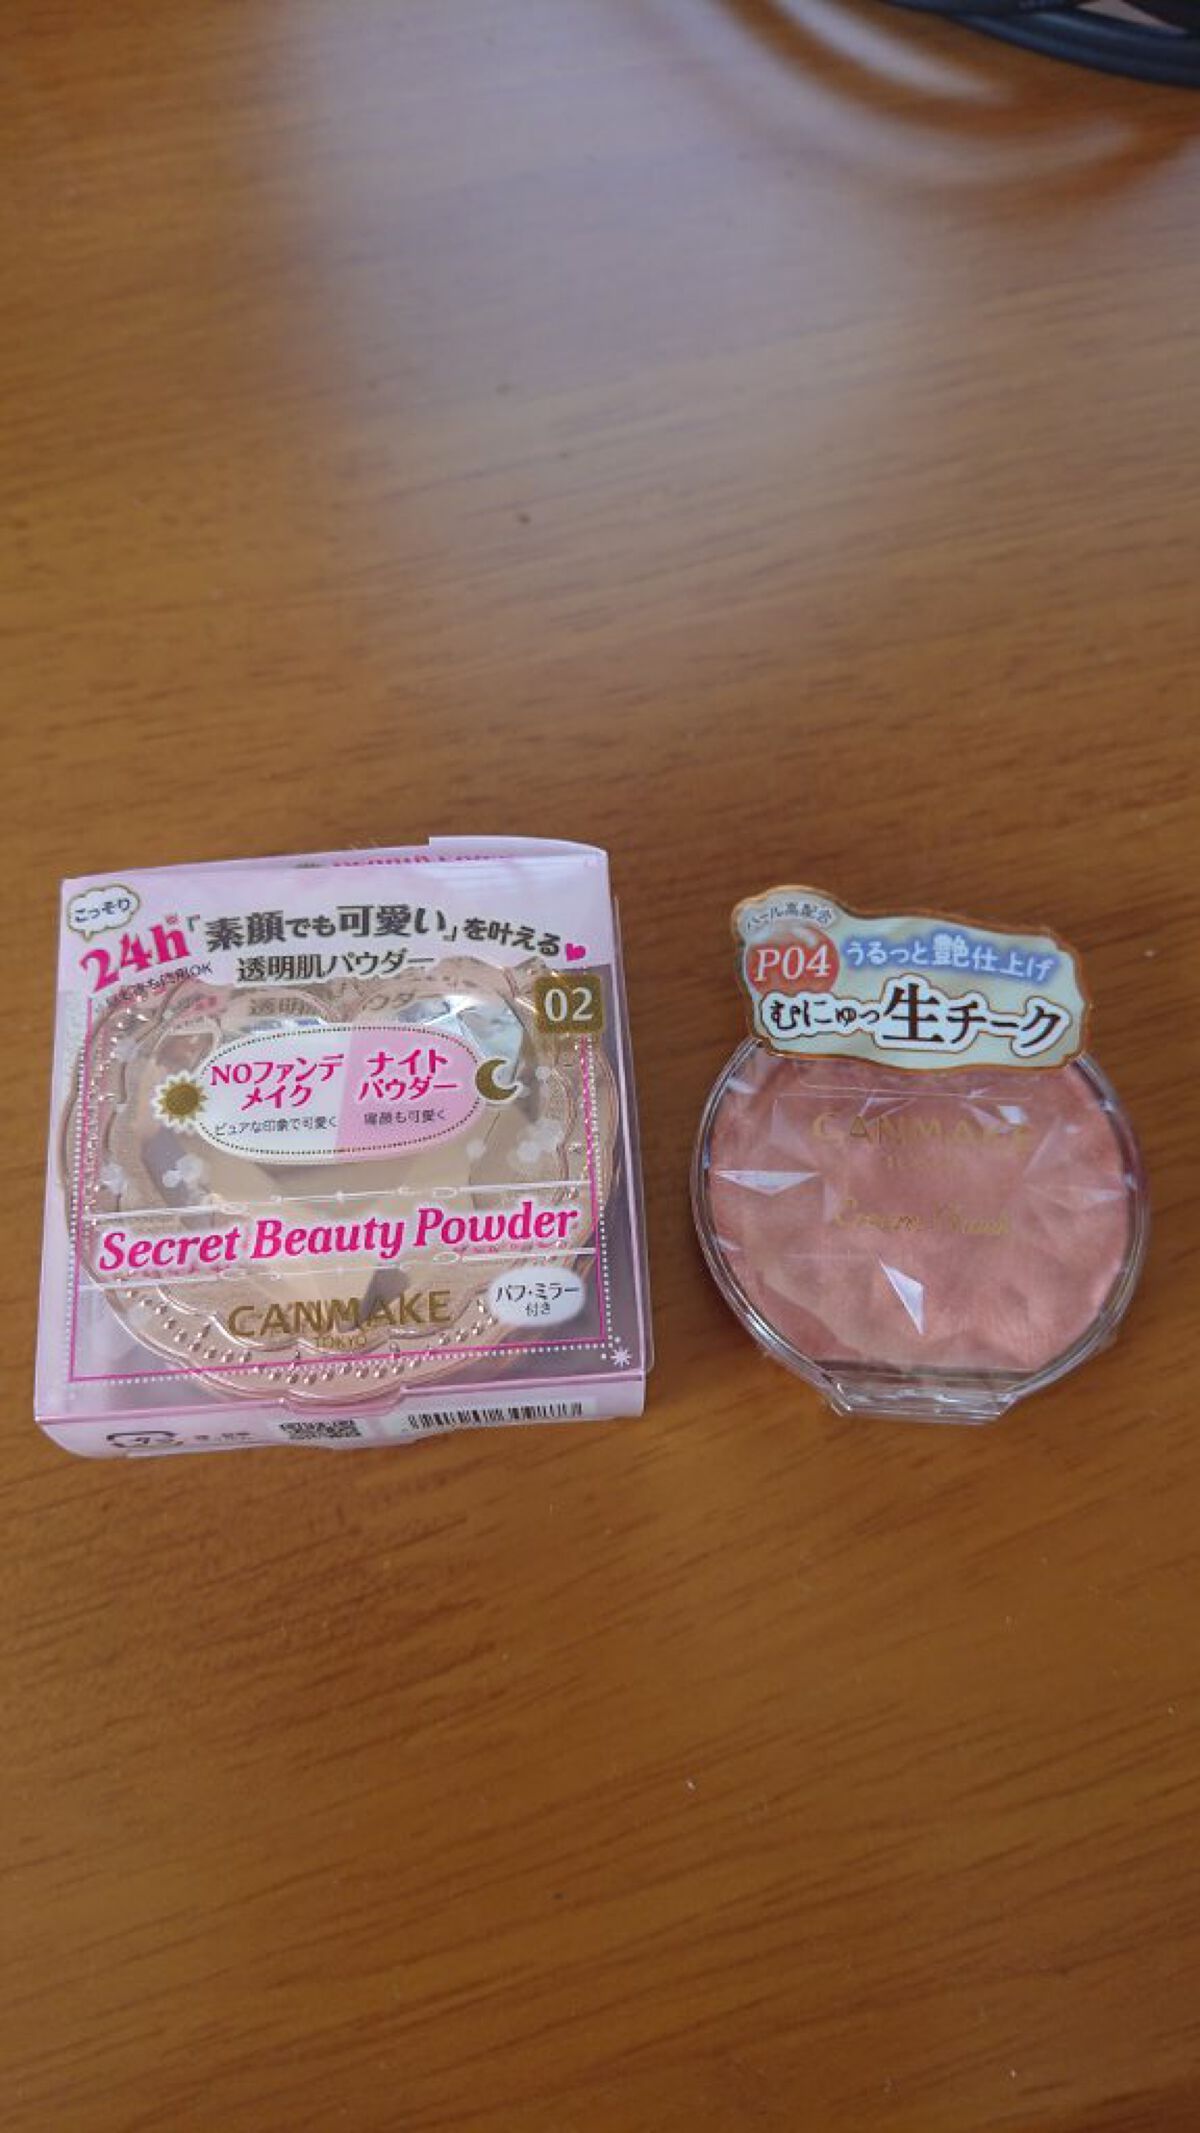 こっそり
24h※「素顔でも可愛い」を叶える
透明肌パウダー
02
NOファンデ
メイク
ピュアな印象で可愛く
ナイト
パウダー
寝顔も可愛く
Secret Beauty Powder
パフ・ミラー
付き
CANMAKE
TOKYO
パール高配合
P04
うるっと艶仕上げ
むにゅっ生チーク
CANMAKE
Cream Cheek